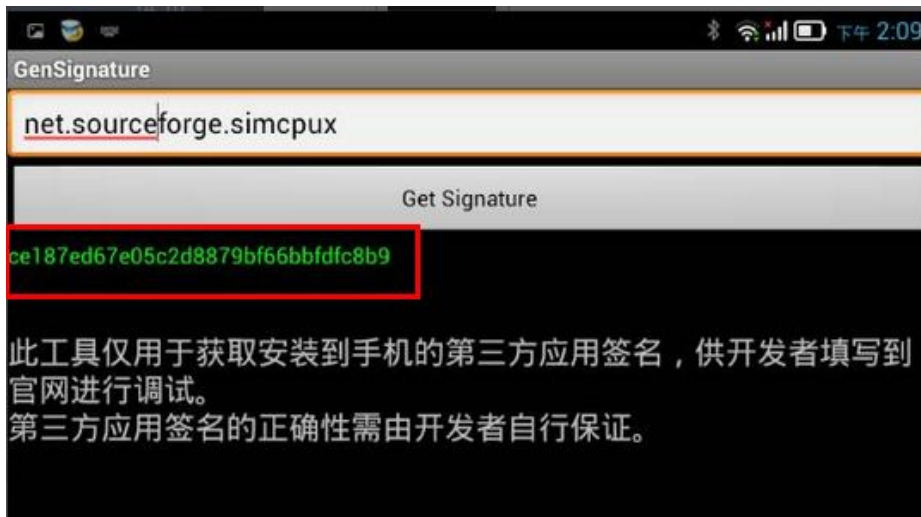 下午 2:09
GenSignature
net.sourceforge.simcpux
Get Signature
ce187ed67e05c2d8879bf66bbfdfc8b9
此工具仅用于获取安装到手机的第三方应用签名，供开发者填写到
官网进行调试。
第三方应用签名的正确性需由开发者自行保证。